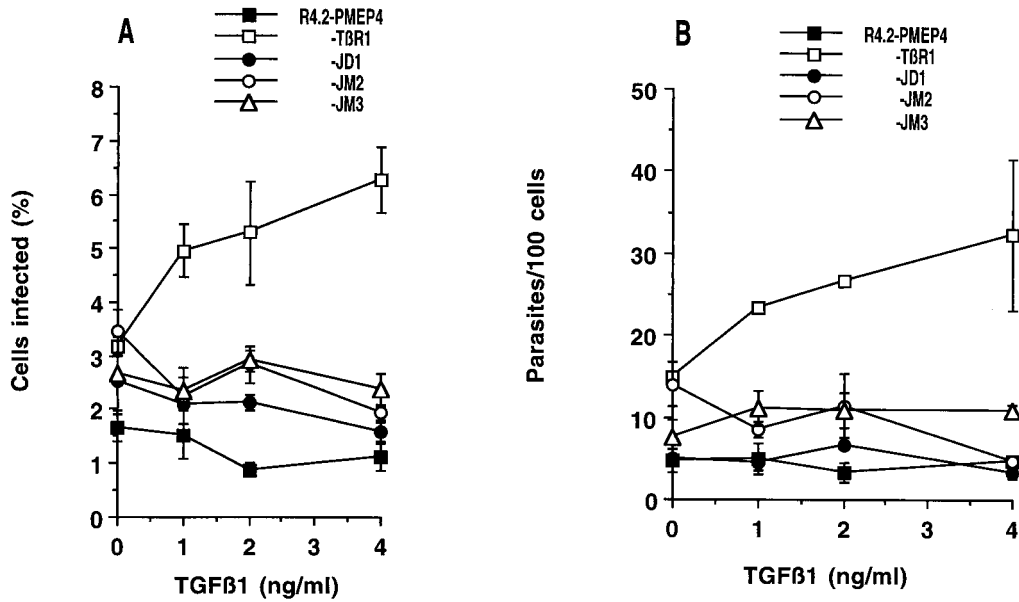 A
R4.2-PMEP4
-TßR1
-JD1
-JM2
-JM3
8
7
6
5
4
3
2
1
0
Cells infected (%)
0 1 2 3 4
TGFß1 (ng/ml)
B
R4.2-PMEP4
-TßR1
-JD1
-JM2
-JM3
50
40
30
20
10
0
Parasites/100 cells
0 1 2 3 4
TGFß1 (ng/ml)